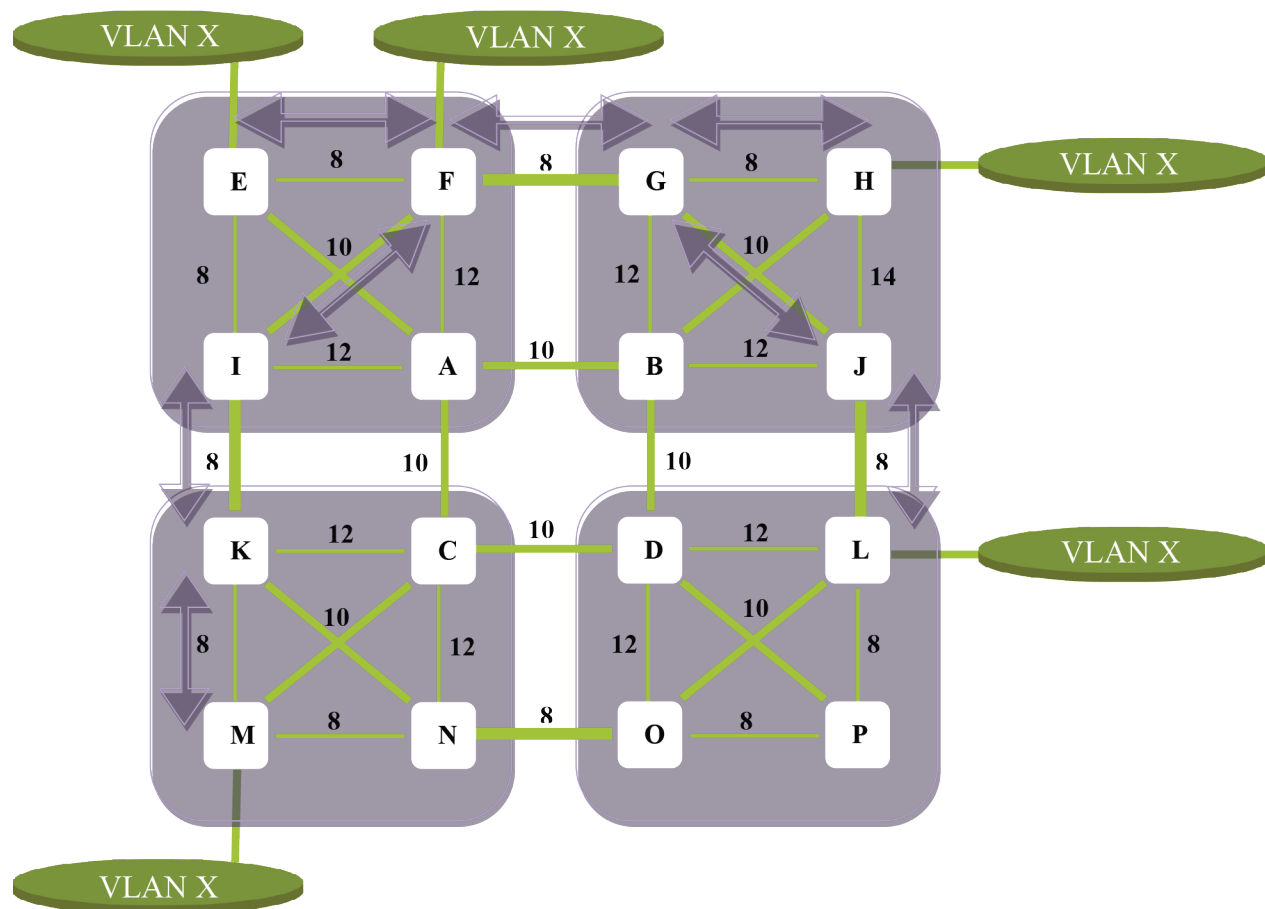 VLAN X VLAN X
8 8 8
E F G H VLAN X
10 10
8 12 12 14
12 10 12
I A B J
8 10 10 8
12 10 12
K C D L VLAN X
10 10
8 12 12 8
8 8 8
M N O P
VLAN X